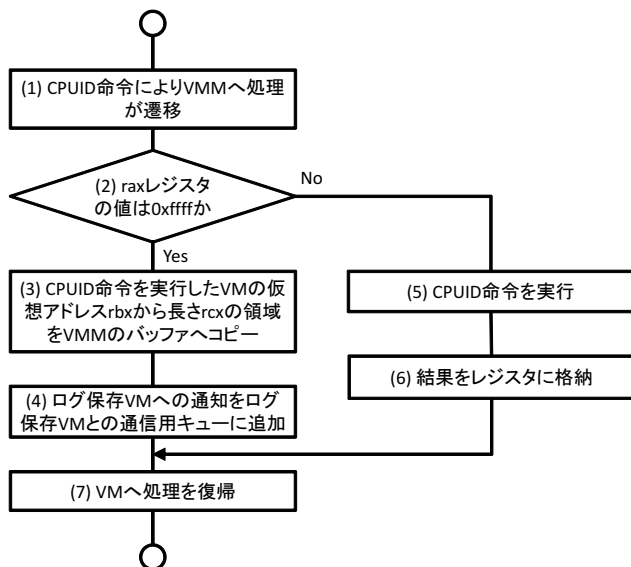 (1) CPUID命令によりVMMへ処理
が遷移
(2) raxレジスタ
の値は0xffffか
No
Yes
(3) CPUID命令を実行したVMの仮
想アドレスrbxから長さrcxの領域
をVMMのバッファへコピー
(5) CPUID命令を実行
(6) 結果をレジスタに格納
(4) ログ保存VMへの通知をログ
保存VMとの通信用キューに追加
(7) VMへ処理を復帰